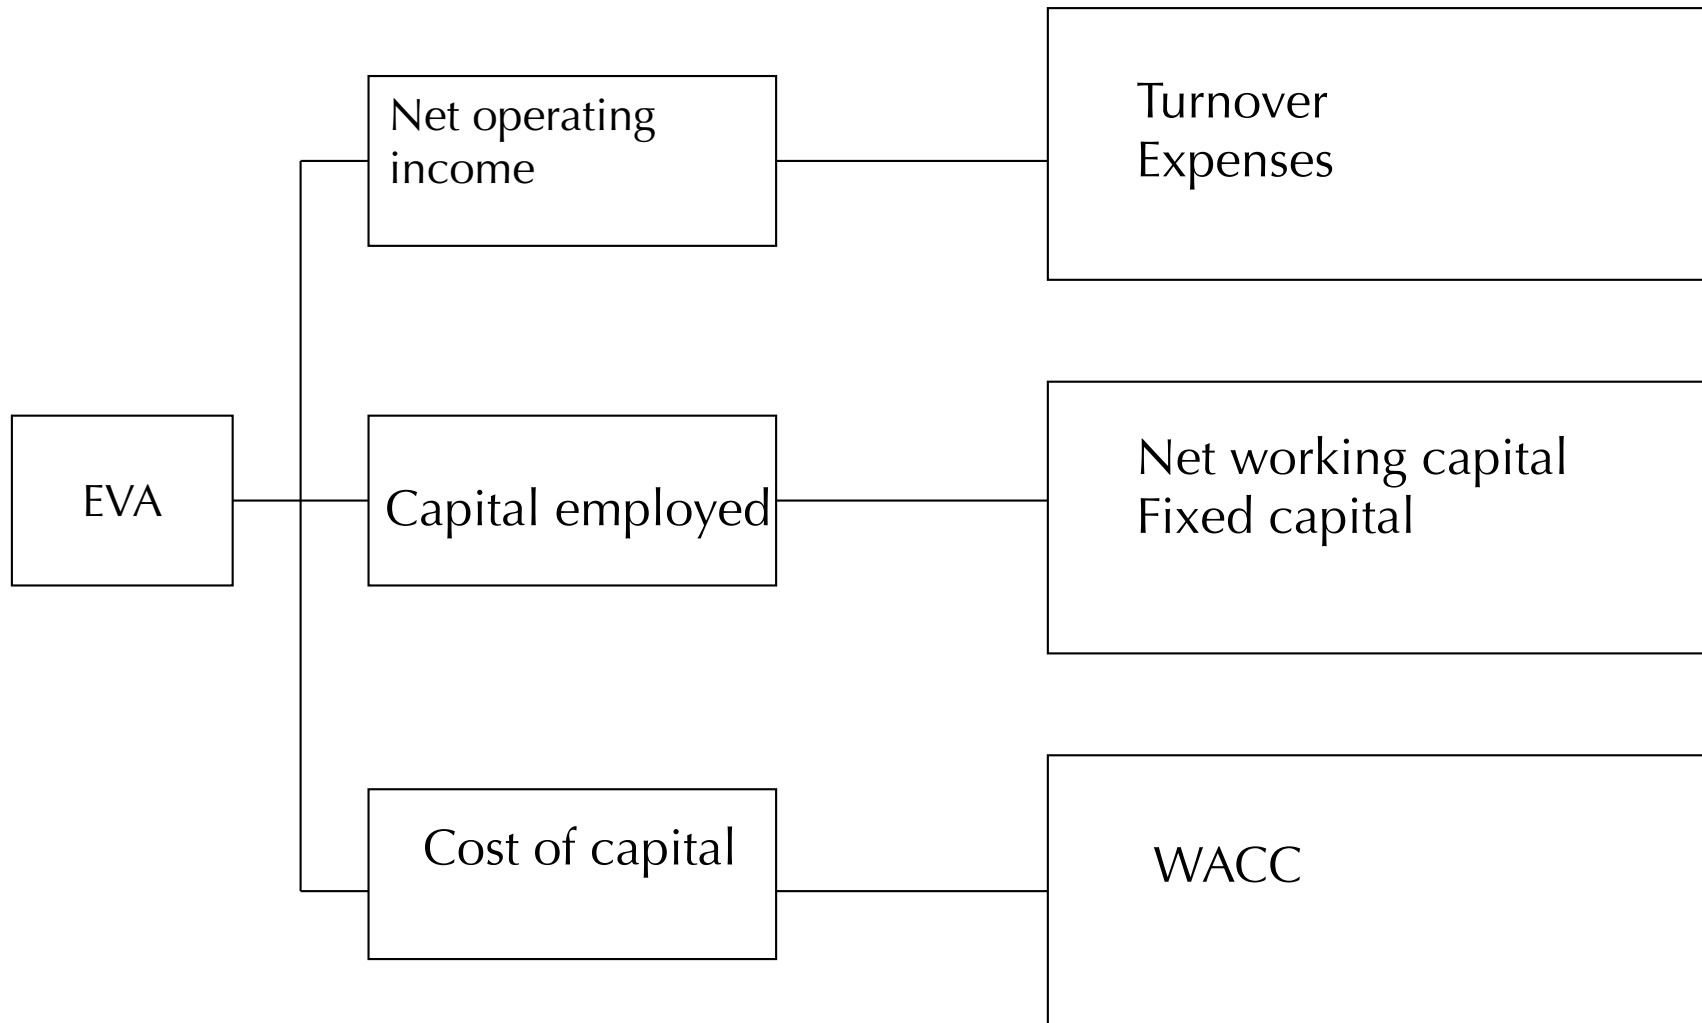 Net operating
income
Turnover
Expenses
EVA
Capital employed
Net working capital
Fixed capital
Cost of capital
WACC